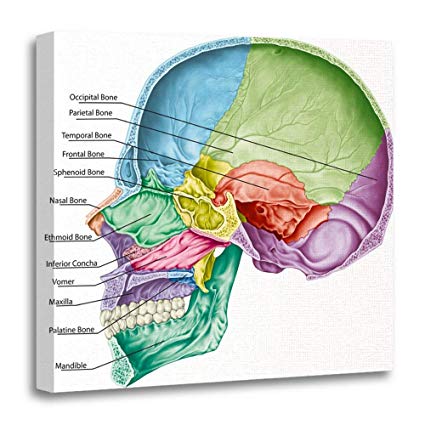 Occipital Bone
Parietal Bone
Temporal Bone
Frontal Bone
Sphenoid Bone
Nasal Bone
Ethmoid Bone
Inferior Concha
Vomer
Maxilla
Palatine Bone
Mandible